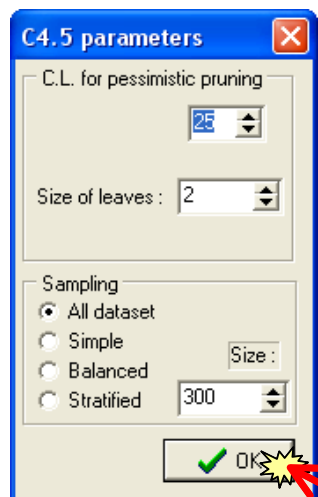 C4.5 parameters
C.L. for pessimistic pruning
25
Size of leaves : 2
Sampling
All dataset
Simple
Balanced
Stratified
Size :
300
OK